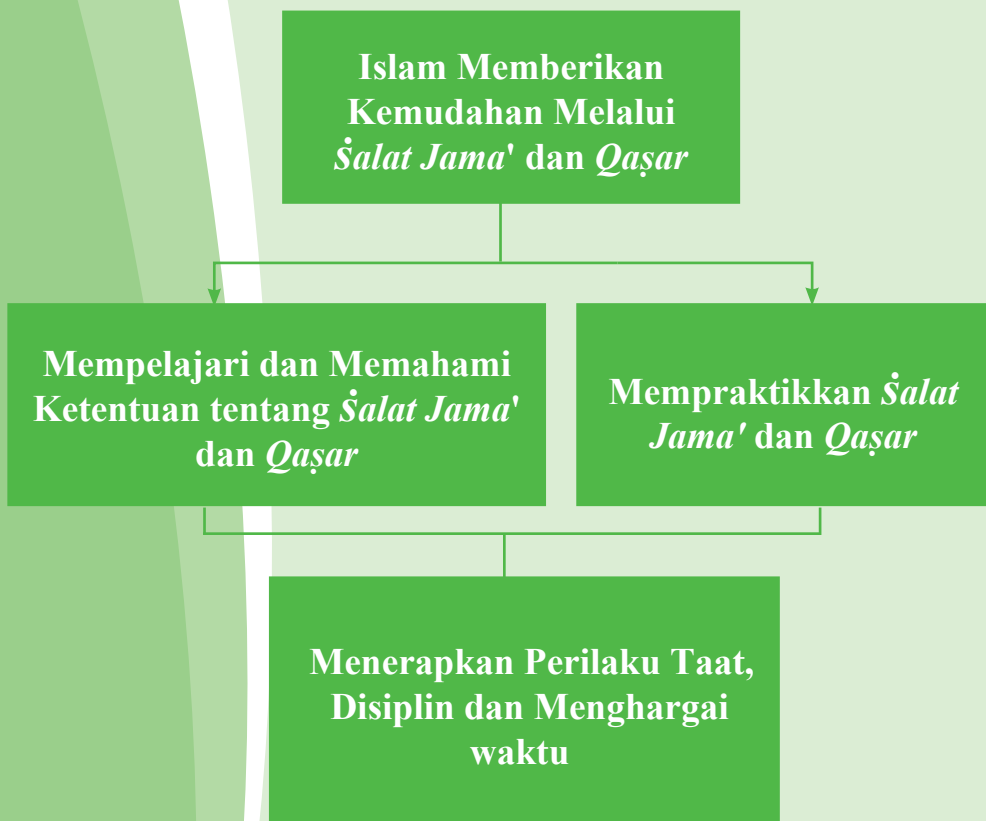 Islam Memberikan
Kemudahan Melalui
Ṡalat Jama' dan Qaṣar
Mempelajari dan Memahami
Ketentuan tentang Ṡalat Jama'
dan Qaṣar
Mempraktikkan Ṡalat
Jama' dan Qaṣar
Menerapkan Perilaku Taat,
Disiplin dan Menghargai
waktu